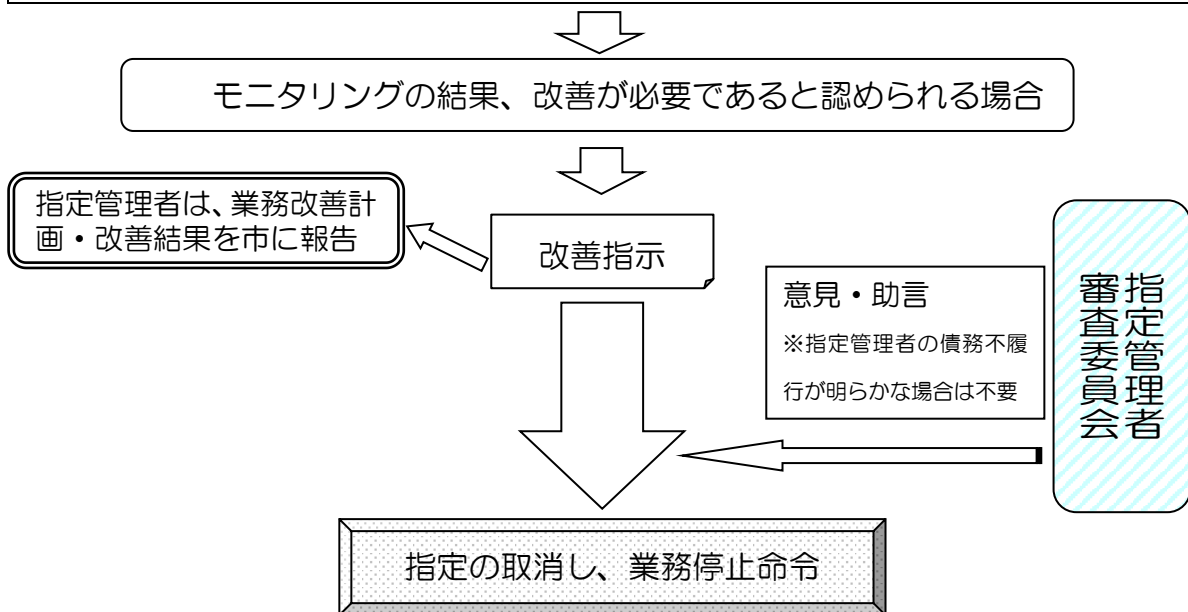 モニタリングの結果、改善が必要であると認められる場合
指定管理者は、業務改善計
画・改善結果を市に報告
改善指示
意見・助言
※指定管理者の債務不履
行が明らかな場合は不要
指定管理者
審査委員会
指定の取消し、業務停止命令